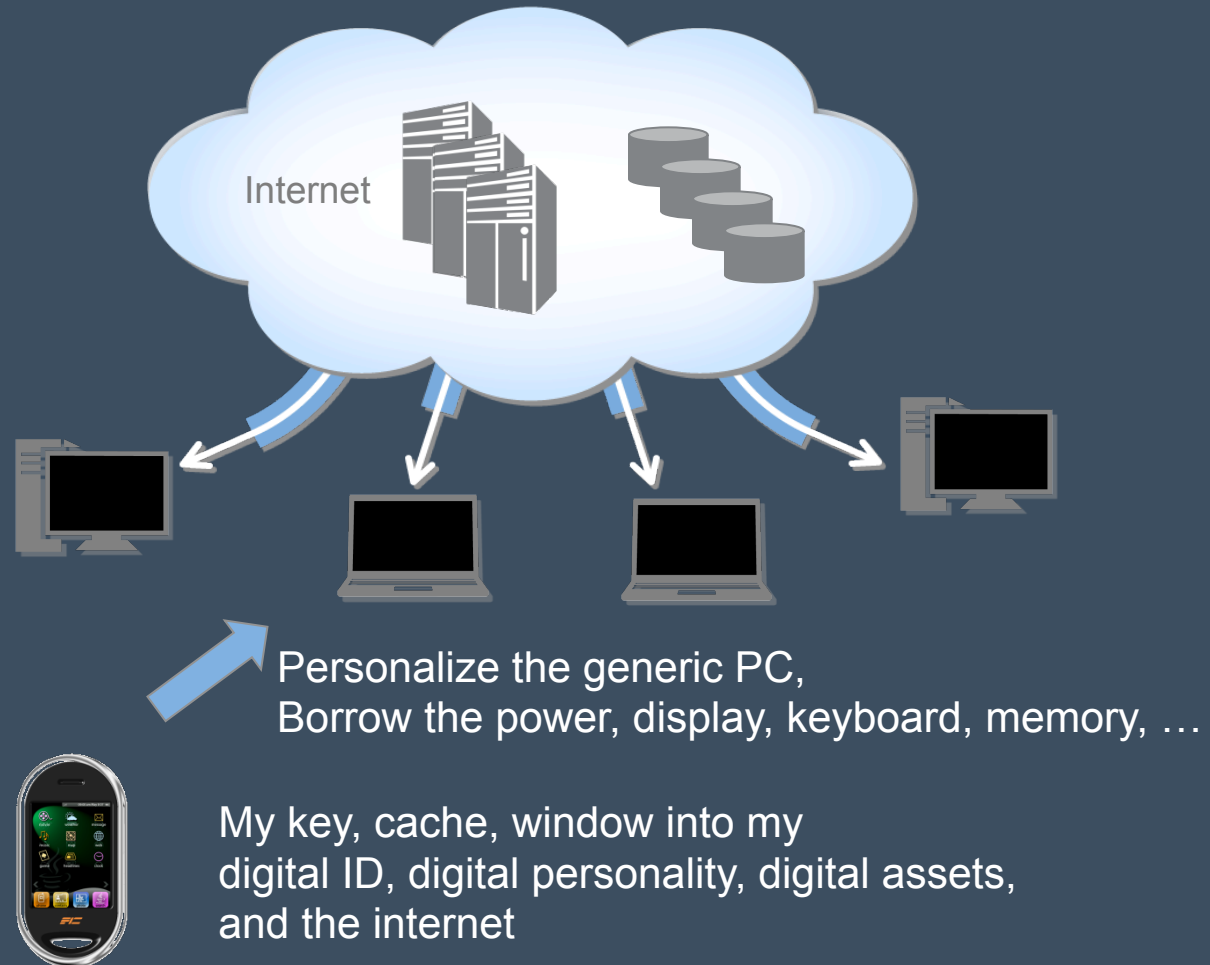 Internet
Personalize the generic PC,
Borrow the power, display, keyboard, memory, …
My key, cache, window into my
digital ID, digital personality, digital assets,
and the internet